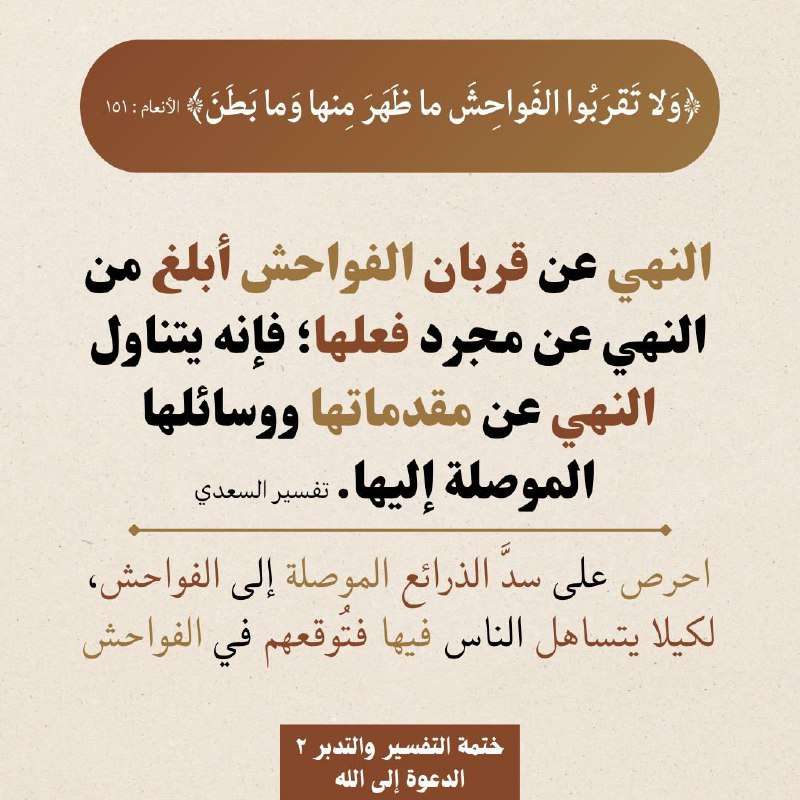 ﴿وَلا تَقرَبُوا الفَواحِشَ ما ظَهَرَ مِنها وَما بَطَنَ﴾ الأنعام: ١٥١
النهي عن قربان الفواحش أبلغ من
النهي عن مجرد فعلها؛ فإنه يتناول
النهي عن مقدماتها ووسائلها
الموصلة إليها. تفسير السعدي
احرص على سدَّ الذرائع الموصلة إلى الفواحش،
لكيلا يتساهل الناس فيها فتُوقعهم في الفواحش
ختمة التفسير والتدبر ٢
الدعوة إلى الله